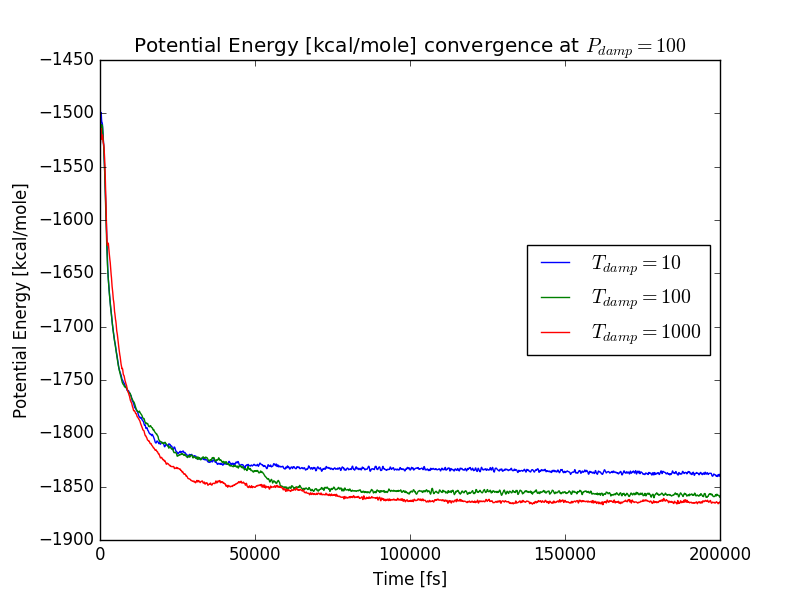 Potential Energy [kcal/mole] convergence at P_damp = 100
−1450
−1500
−1550
−1600
−1650
−1700
−1750
−1800
−1850
−1900
Potential Energy [kcal/mole]
T_damp = 10
T_damp = 100
T_damp = 1000
0
50000
100000
150000
200000
Time [fs]